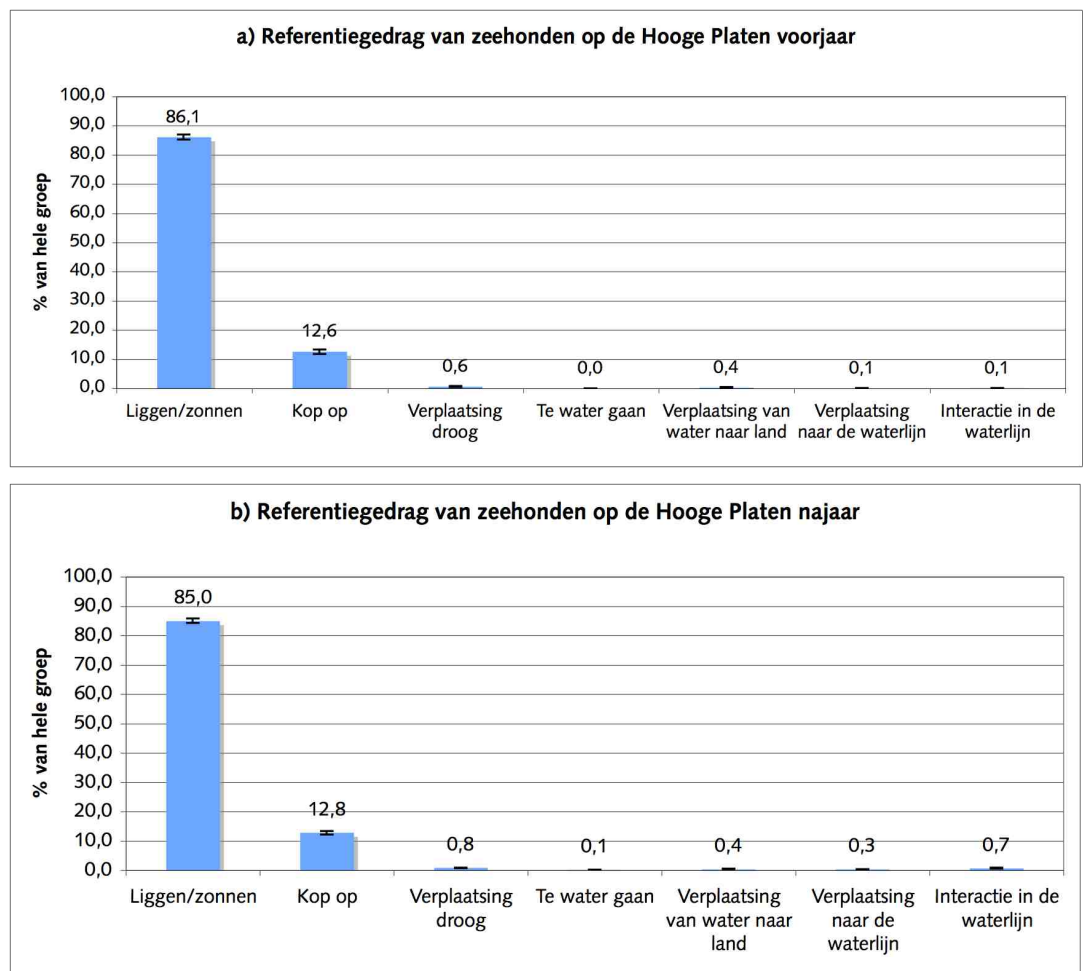 a) Referentiegedrag van zeehonden op de Hooge Platen voorjaar
% van hele groep
100,0
90,0
80,0
70,0
60,0
50,0
40,0
30,0
20,0
10,0
0,0
86,1
12,6
0,6
0,0
0,4
0,1
0,1
Liggen/zonnen
Kop op
Verplaatsing
droog
Te water gaan
Verplaatsing van
water naar land
Verplaatsing
naar de waterlijn
Interactie in de
waterlijn
b) Referentiegedrag van zeehonden op de Hooge Platen najaar
% van hele groep
100,0
90,0
80,0
70,0
60,0
50,0
40,0
30,0
20,0
10,0
0,0
85,0
12,8
0,8
0,1
0,4
0,3
0,7
Liggen/zonnen
Kop op
Verplaatsing
droog
Te water gaan
Verplaatsing
van water naar
land
Verplaatsing
naar de
waterlijn
Interactie in de
waterlijn